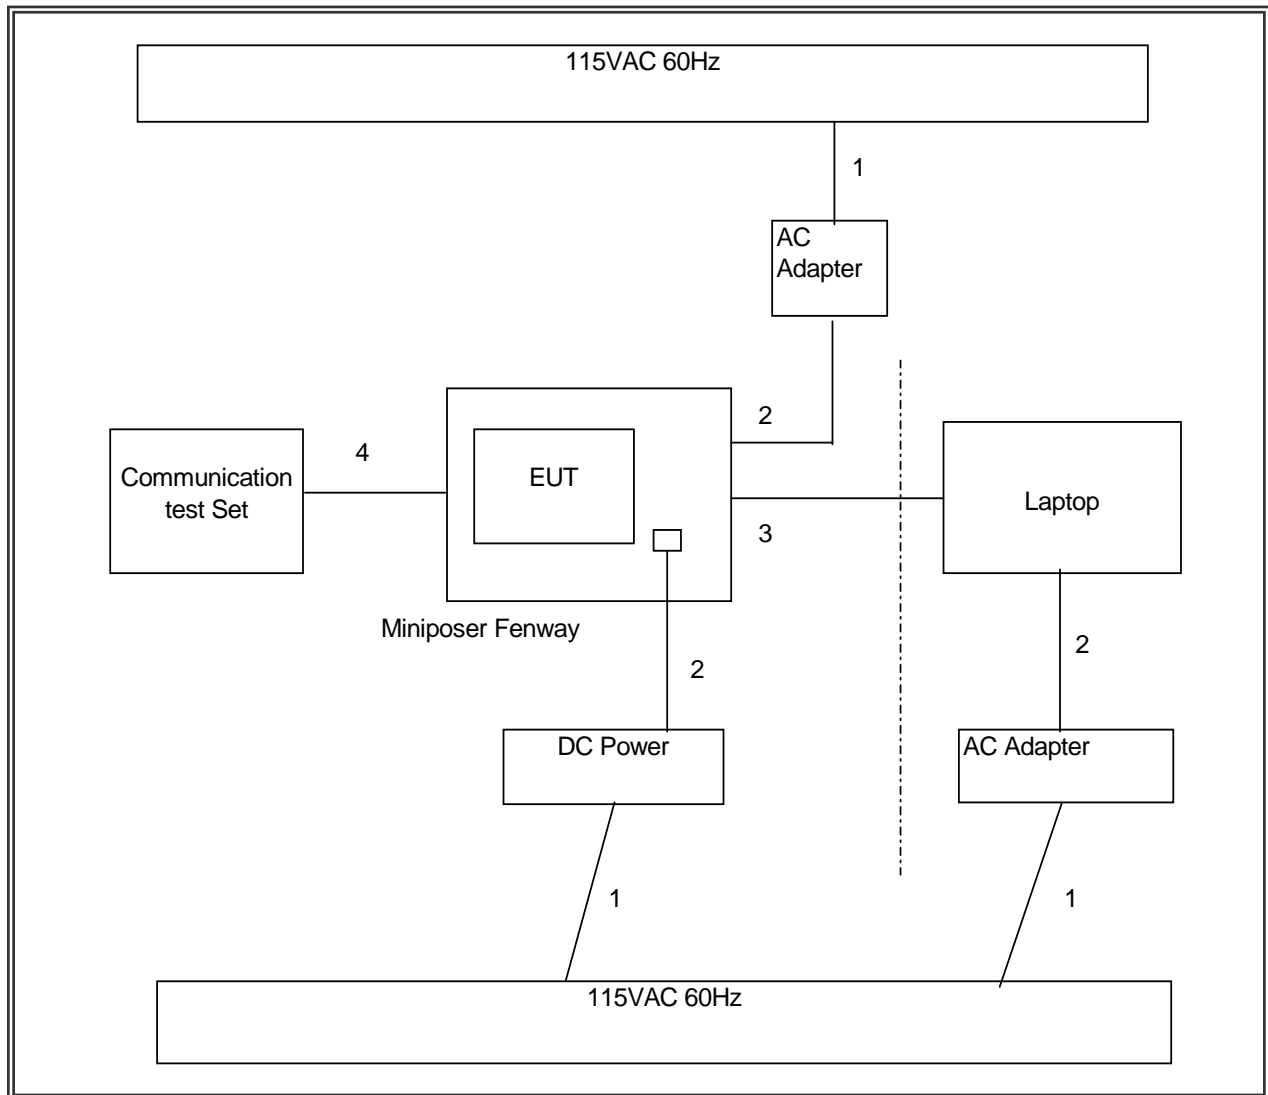 115VAC 60Hz
1
AC
Adapter
2
4
Communication
test Set
EUT
Laptop
3
Miniposer Fenway
2
2
DC Power
AC Adapter
1
1
115VAC 60Hz